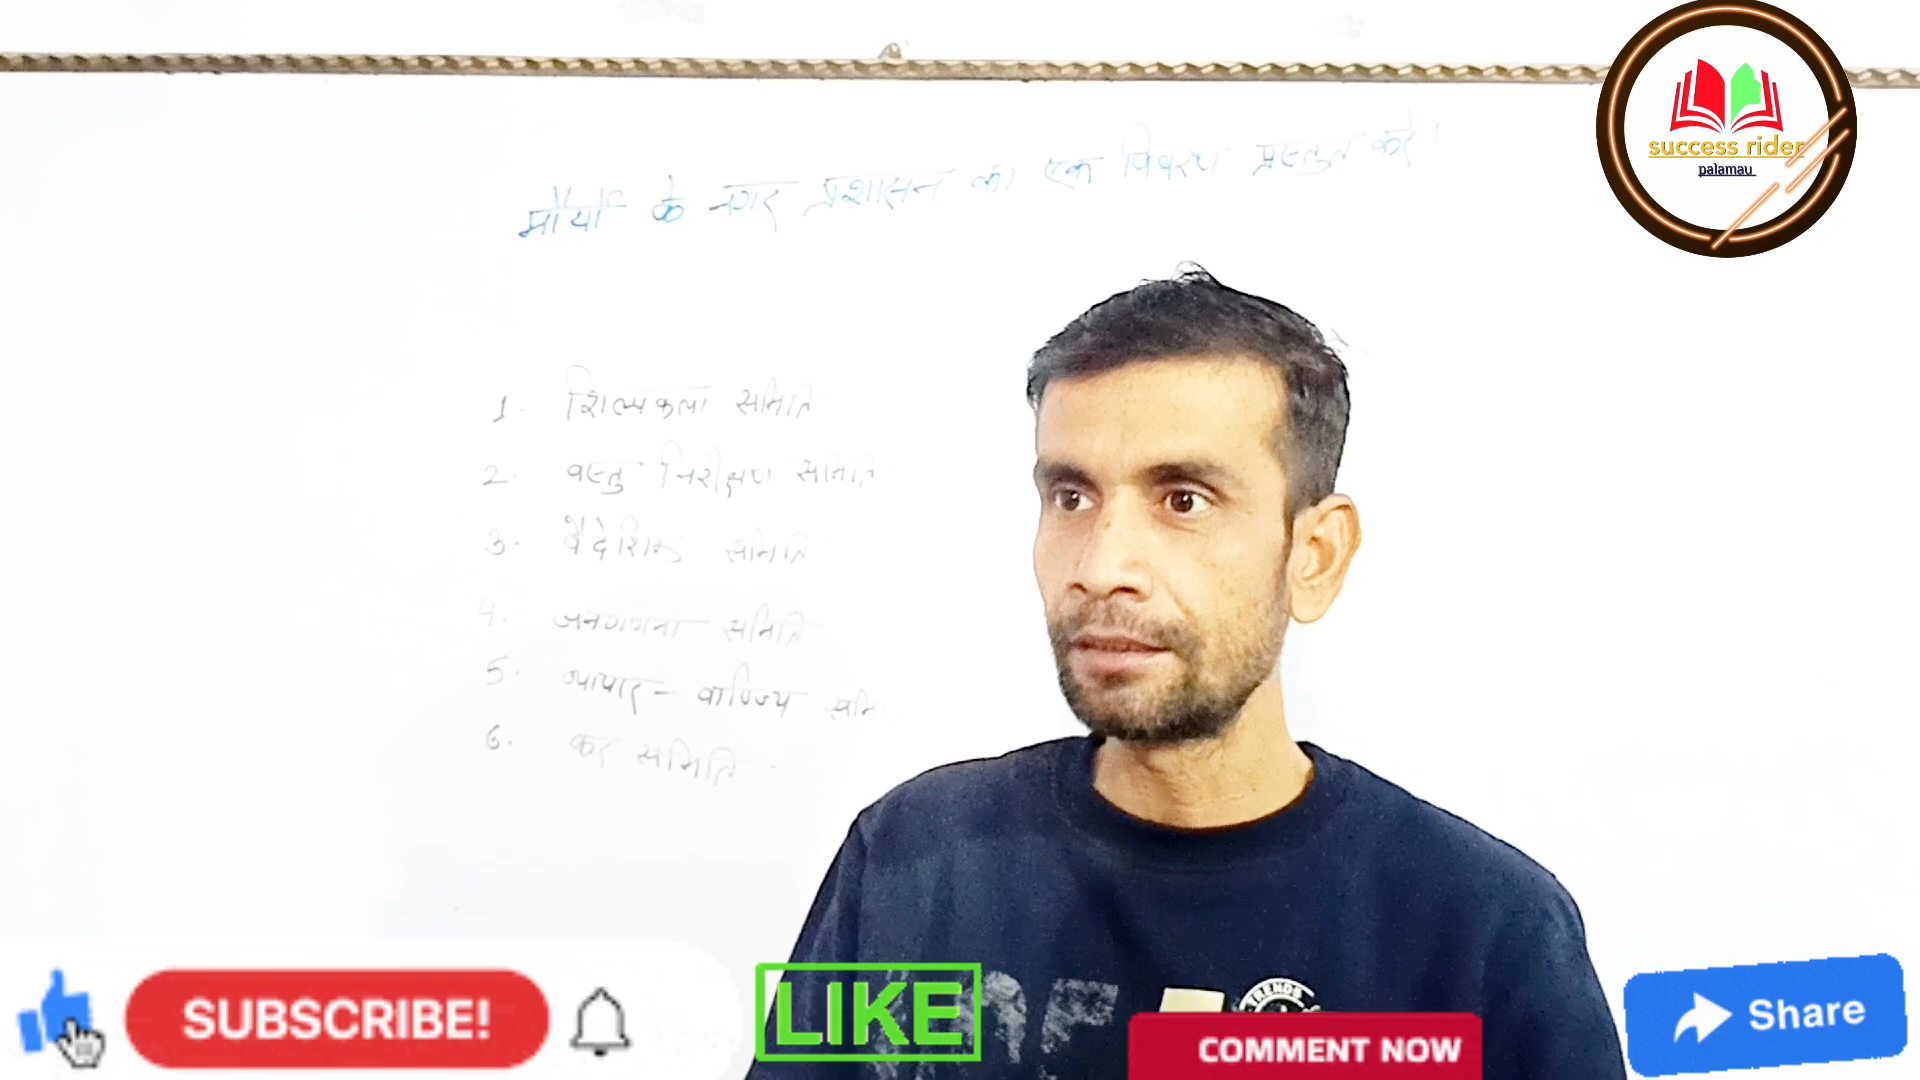 success rider
palamau
मौर्यों के नगर प्रशासन का एक विवरण प्रस्तुत करें।
1. शिल्पकला समिति
2. वस्तु निरीक्षण समिति
3. वैदेशिक समिति
4. जनगणना समिति
5. व्यापार - वाणिज्य समि
6. कर समिति
TRENDS
SUBSCRIBE!
LIKE
COMMENT NOW
Share